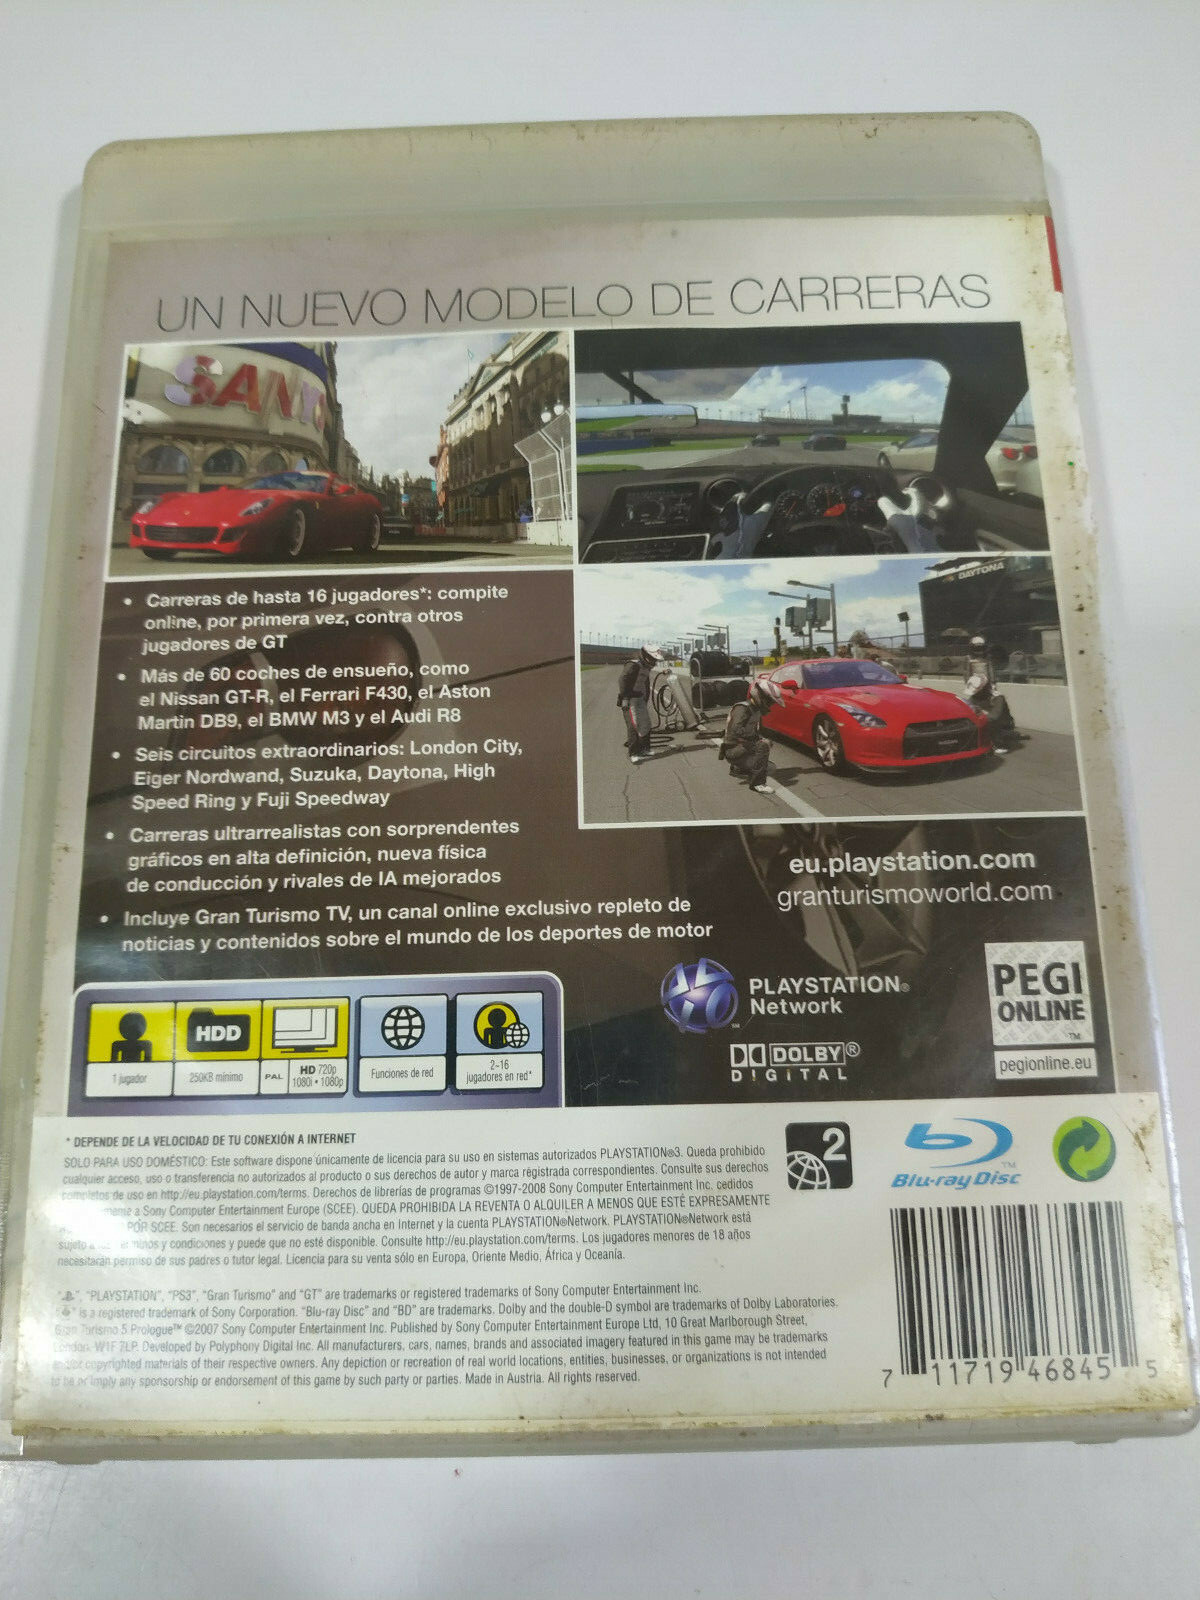 UN NUEVO MODELO DE CARRERAS
SANYO
DAYTONA
• Carreras de hasta 16 jugadores*: compite
online, por primera vez, contra otros
jugadores de GT
• Más de 60 coches de ensueño, como
el Nissan GT-R, el Ferrari F430, el Aston
Martin DB9, el BMW M3 y el Audi R8
• Seis circuitos extraordinarios: London City,
Eiger Nordwand, Suzuka, Daytona, High
Speed Ring y Fuji Speedway
• Carreras ultrarrealistas con sorprendentes
gráficos en alta definición, nueva física
de conducción y rivales de IA mejorados
• Incluye Gran Turismo TV, un canal online exclusivo repleto de
noticias y contenidos sobre el mundo de los deportes de motor
eu.playstation.com
granturismoworld.com
PLAYSTATION®
Network
DOLBY®
DIGITAL
PEGI
ONLINE
™
pegionline.eu
HDD
1 jugador
250KB mínimo
PAL
HD 720p
1080i • 1080p
Funciones de red
2-16
jugadores en red*
* DEPENDE DE LA VELOCIDAD DE TU CONEXIÓN A INTERNET
SOLO PARA USO DOMÉSTICO: Este software dispone únicamente de licencia para su uso en sistemas autorizados PLAYSTATION®3. Queda prohibido
cualquier acceso, uso o transferencia no autorizados al producto o sus derechos de autor y marca registrada correspondientes. Consulte sus derechos
completos de uso en http://eu.playstation.com/terms. Derechos de librerías de programas ©1997-2008 Sony Computer Entertainment Inc. cedidos
a Sony Computer Entertainment Europe (SCEE). QUEDA PROHIBIDA LA REVENTA O ALQUILER A MENOS QUE ESTÉ EXPRESAMENTE
POR SCEE. Son necesarios el servicio de banda ancha en Internet y la cuenta PLAYSTATION®Network. PLAYSTATION®Network está
sujeto a los términos y condiciones y puede que no esté disponible. Consulte http://eu.playstation.com/terms. Los jugadores menores de 18 años
necesitarán permiso de sus padres o tutor legal. Licencia para su venta sólo en Europa, Oriente Medio, África y Oceanía.
2
Blu-ray Disc™
", "PLAYSTATION", "PS3", "Gran Turismo" and "GT" are trademarks or registered trademarks of Sony Computer Entertainment Inc.
" is a registered trademark of Sony Corporation. "Blu-ray Disc" and "BD" are trademarks. Dolby and the double-D symbol are trademarks of Dolby Laboratories.
Gran Turismo 5 Prologue™ ©2007 Sony Computer Entertainment Inc. Published by Sony Computer Entertainment Europe Ltd, 10 Great Marlborough Street,
London, W1F 7LP. Developed by Polyphony Digital Inc. All manufacturers, cars, names, brands and associated imagery featured in this game may be trademarks
and/or copyrighted materials of their respective owners. Any depiction or recreation of real world locations, entities, businesses, or organizations is not intended
to be or imply any sponsorship or endorsement of this game by such party or parties. Made in Austria. All rights reserved.
7 11719 46845 5